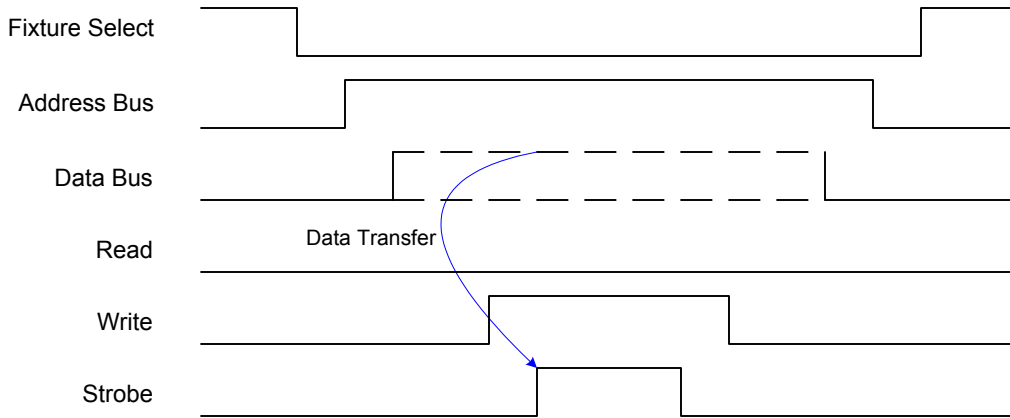 Fixture Select
Address Bus
Data Bus
Data Transfer
Read
Write
Strobe